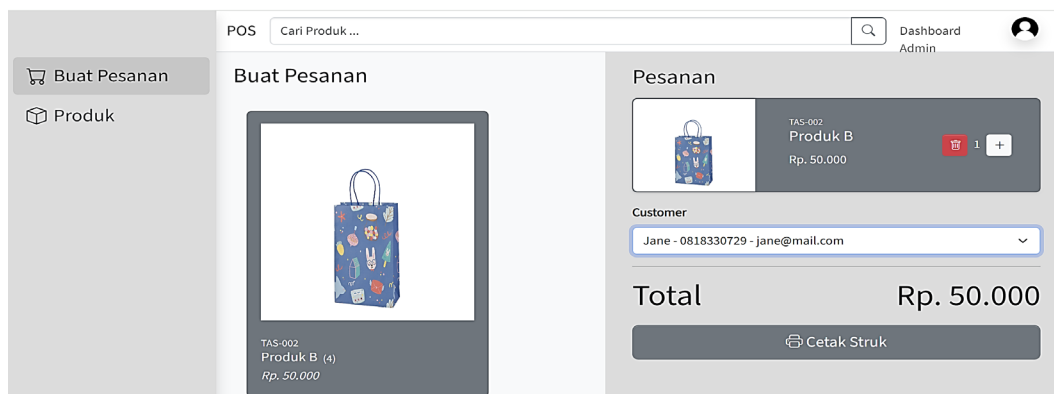 POS
Cari Produk ...
Dashboard
Admin
Buat Pesanan
Produk
Buat Pesanan
TAS-002
Produk B (4)
Rp. 50.000
Pesanan
TAS-002
Produk B
Rp. 50.000
1 +
Customer
Jane - 0818330729 - jane@mail.com
Total Rp. 50.000
Cetak Struk